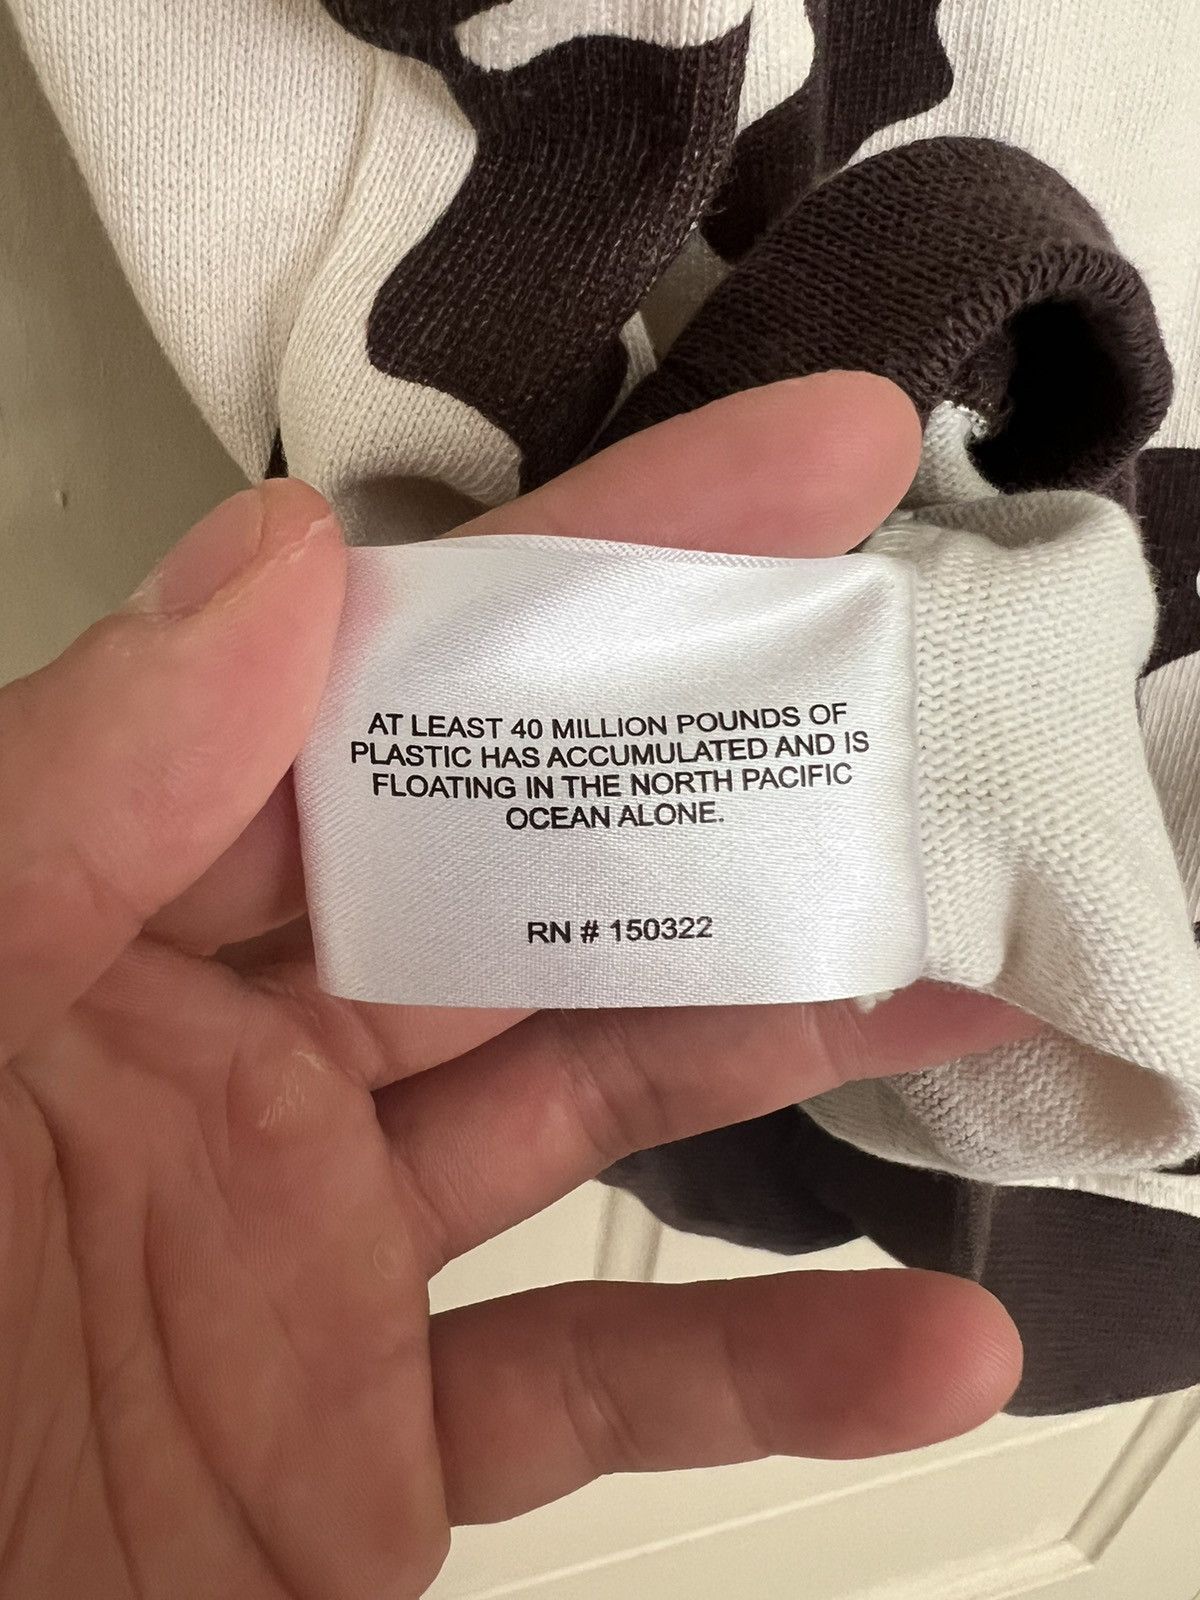 AT LEAST 40 MILLION POUNDS OF
PLASTIC HAS ACCUMULATED AND IS
FLOATING IN THE NORTH PACIFIC
OCEAN ALONE.
RN # 150322